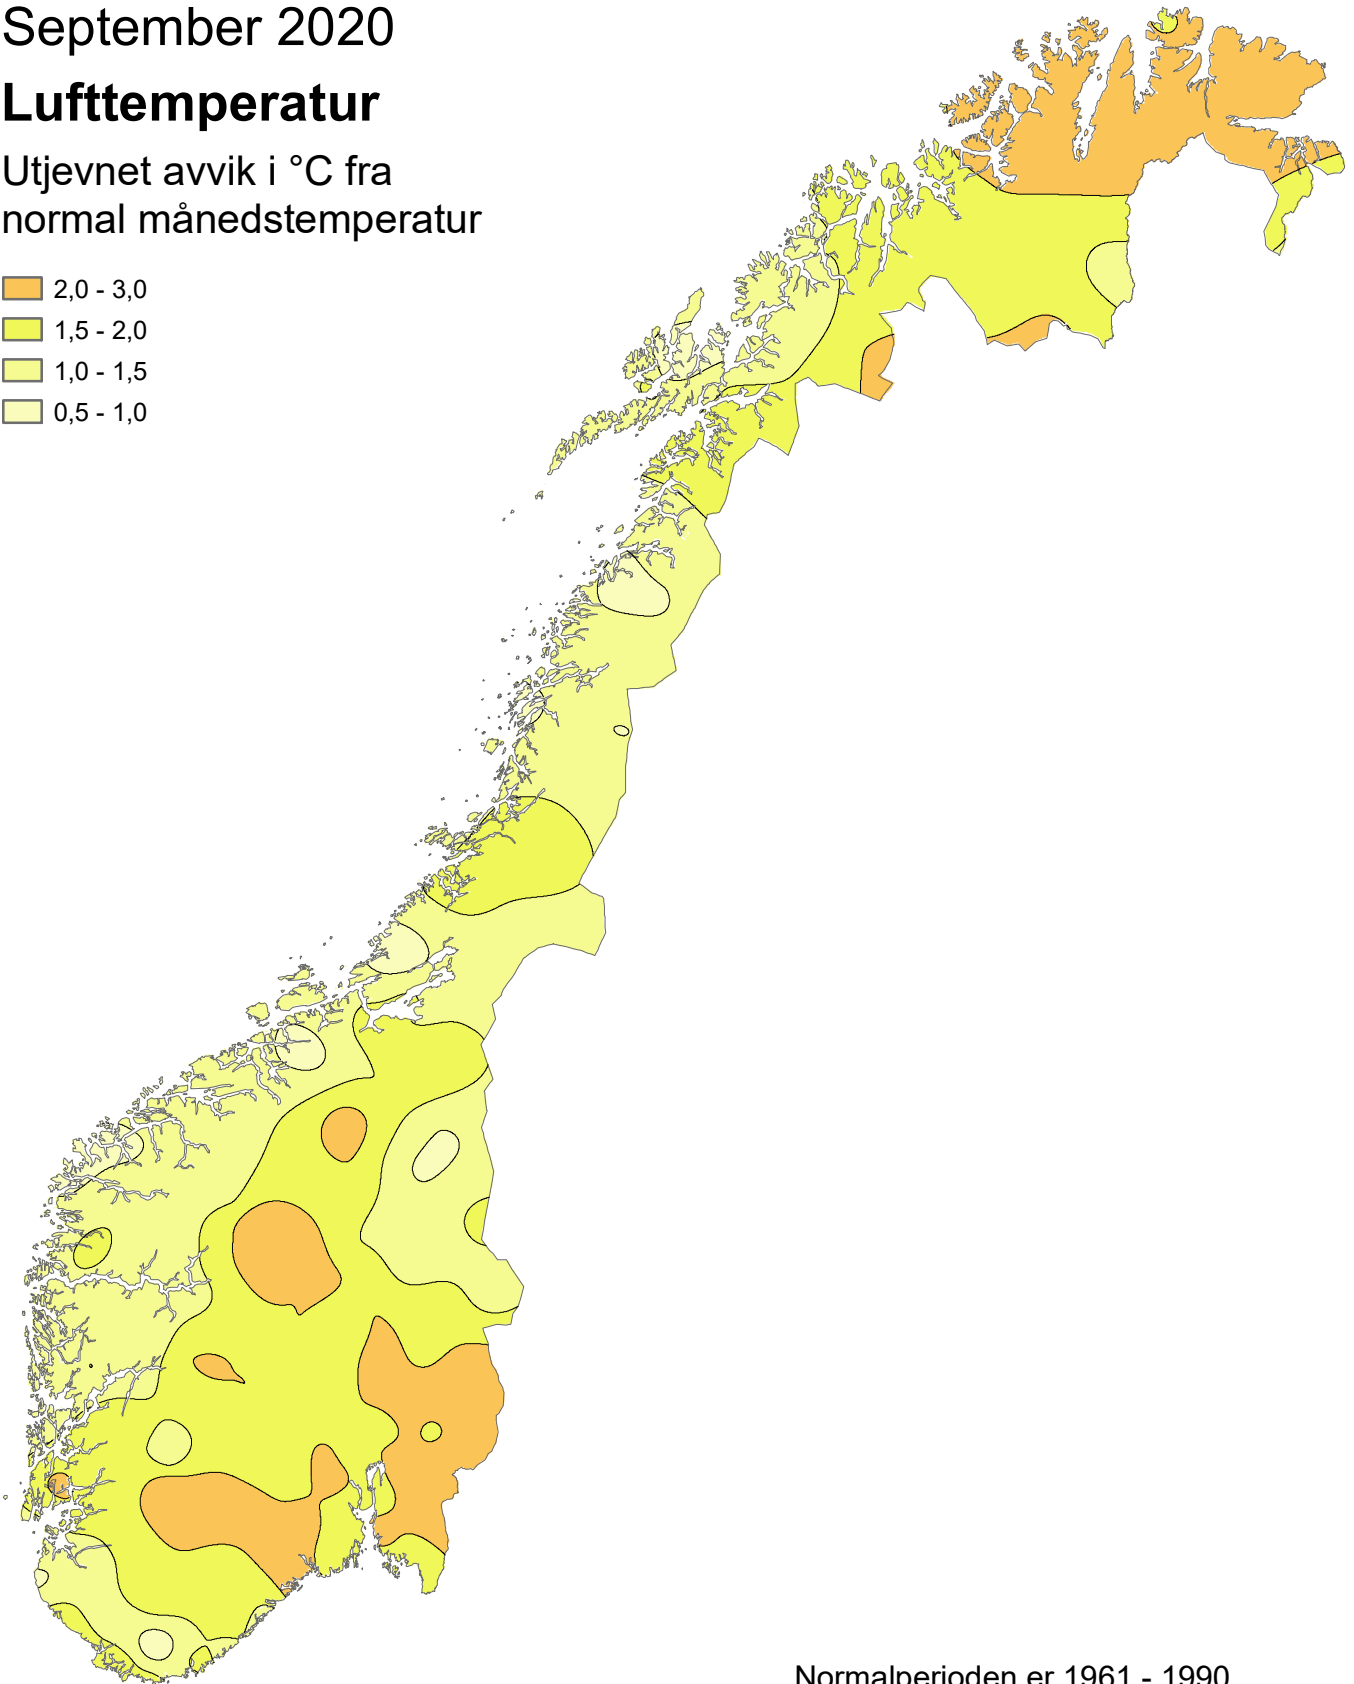 September 2020
Lufttemperatur
Utjevnet avvik i °C fra
normal månedstemperatur
2,0 - 3,0
1,5 - 2,0
1,0 - 1,5
0,5 - 1,0
Normalperioden er 1961 - 1990